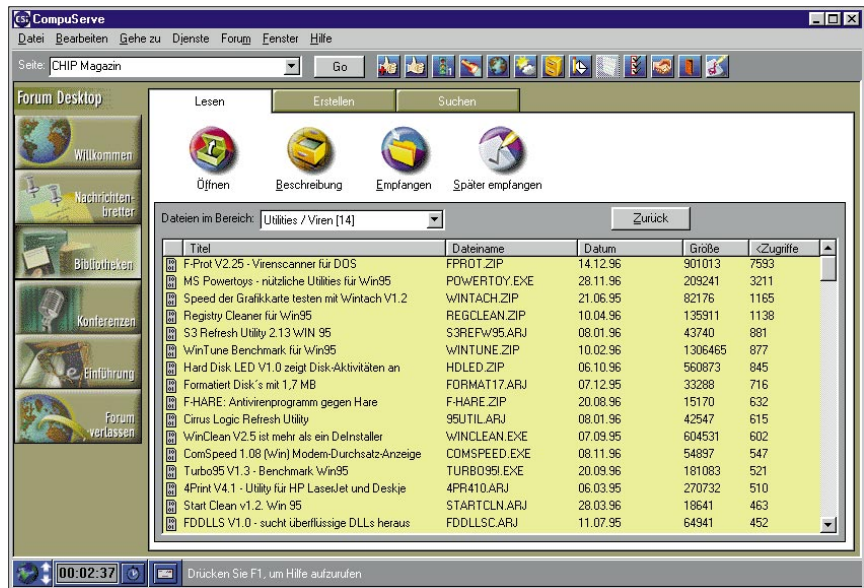 CSi CompuServe
Datei Bearbeiten Gehe zu Dienste Forum Fenster Hilfe
Seite: CHIP Magazin Go
Forum Desktop
Willkommen
Nachrichten-
bretter
Bibliotheken
Konferenzen
Einführung
Forum
verlassen
Lesen Erstellen Suchen
Öffnen Beschreibung Empfangen Später empfangen
Dateien im Bereich: Utilities / Viren [14] Zurück
Titel Dateiname Datum Größe <Zugriffe
F-Prot V2.25 - Virenscanner für DOS FPROT.ZIP 14.12.96 901013 7593
MS Powertoys - nützliche Utilities für Win95 POWERTOY.EXE 28.11.96 209241 3211
Speed der Grafikkarte testen mit Wintach V1.2 WINTACH.ZIP 21.06.95 82176 1165
Registry Cleaner für Win95 REGCLEAN.ZIP 10.04.96 135911 1138
S3 Refresh Utility 2.13 WIN 95 S3REFW95.ARJ 08.01.96 43740 881
WinTune Benchmark für Win95 WINTUNE.ZIP 10.02.96 1306465 877
Hard Disk LED V1.0 zeigt Disk-Aktivitäten an HDLED.ZIP 06.10.96 560873 845
Formatiert Disk´s mit 1,7 MB FORMAT17.ARJ 07.12.95 33288 716
F-HARE: Antivirenprogramm gegen Hare F-HARE.ZIP 20.08.96 15170 632
Cirrus Logic Refresh Utility 95UTIL.ARJ 08.01.96 42547 615
WinClean V2.5 ist mehr als ein DeInstaller WINCLEAN.EXE 07.09.95 604531 602
ComSpeed 1.08 (Win) Modem-Durchsatz-Anzeige COMSPEED.EXE 08.11.96 54897 547
Turbo95 V1.3 - Benchmark Win95 TURBO95!.EXE 20.09.96 181083 521
4Print V4.1 - Utility für HP LaserJet und Deskje 4PR410.ARJ 06.03.95 270732 510
Start Clean v1.2. Win 95 STARTCLN.ARJ 28.03.96 18641 463
FDDLLS V1.0 - sucht überflüssige DLLs heraus FDDLLSC.ARJ 11.07.95 64941 452
00:02:37 Drücken Sie F1, um Hilfe aufzurufen